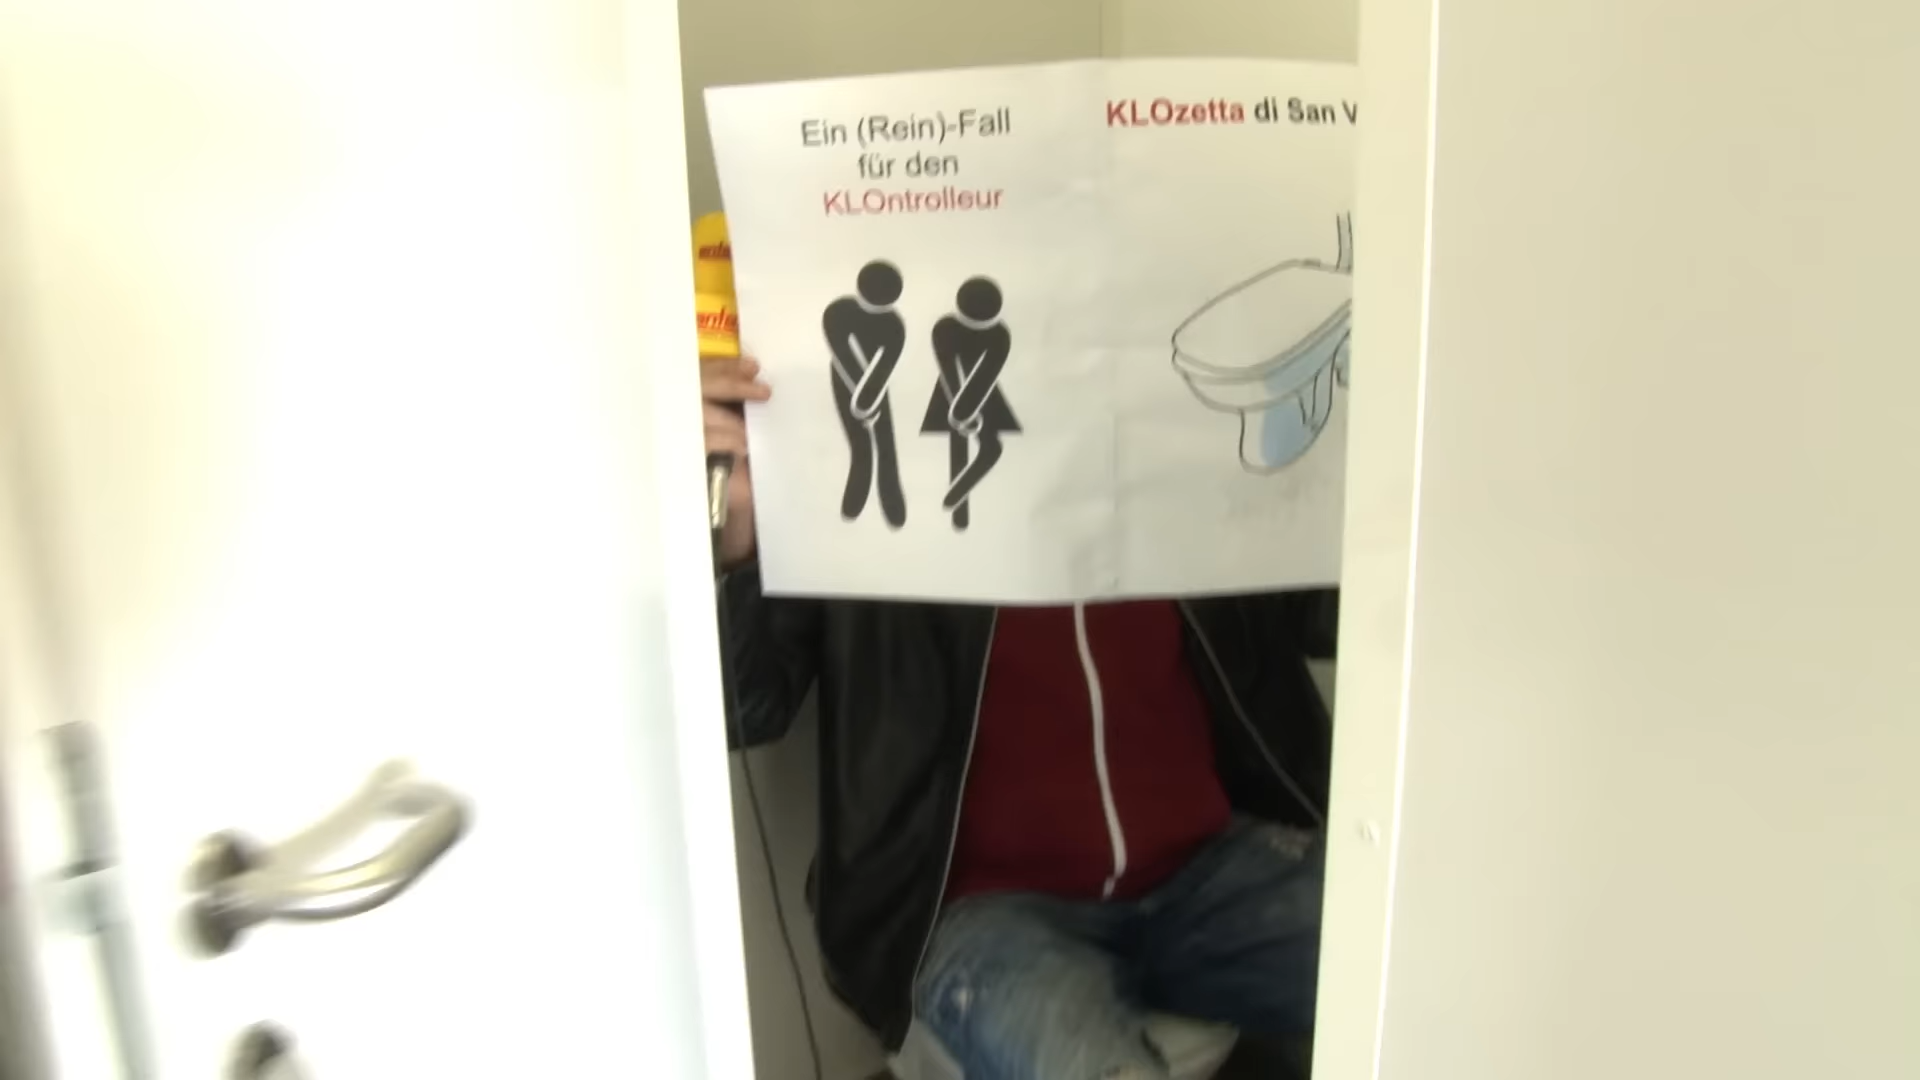 Ein (Rein)-Fall
für den
KLOntrolleur
KLOzetta di San V